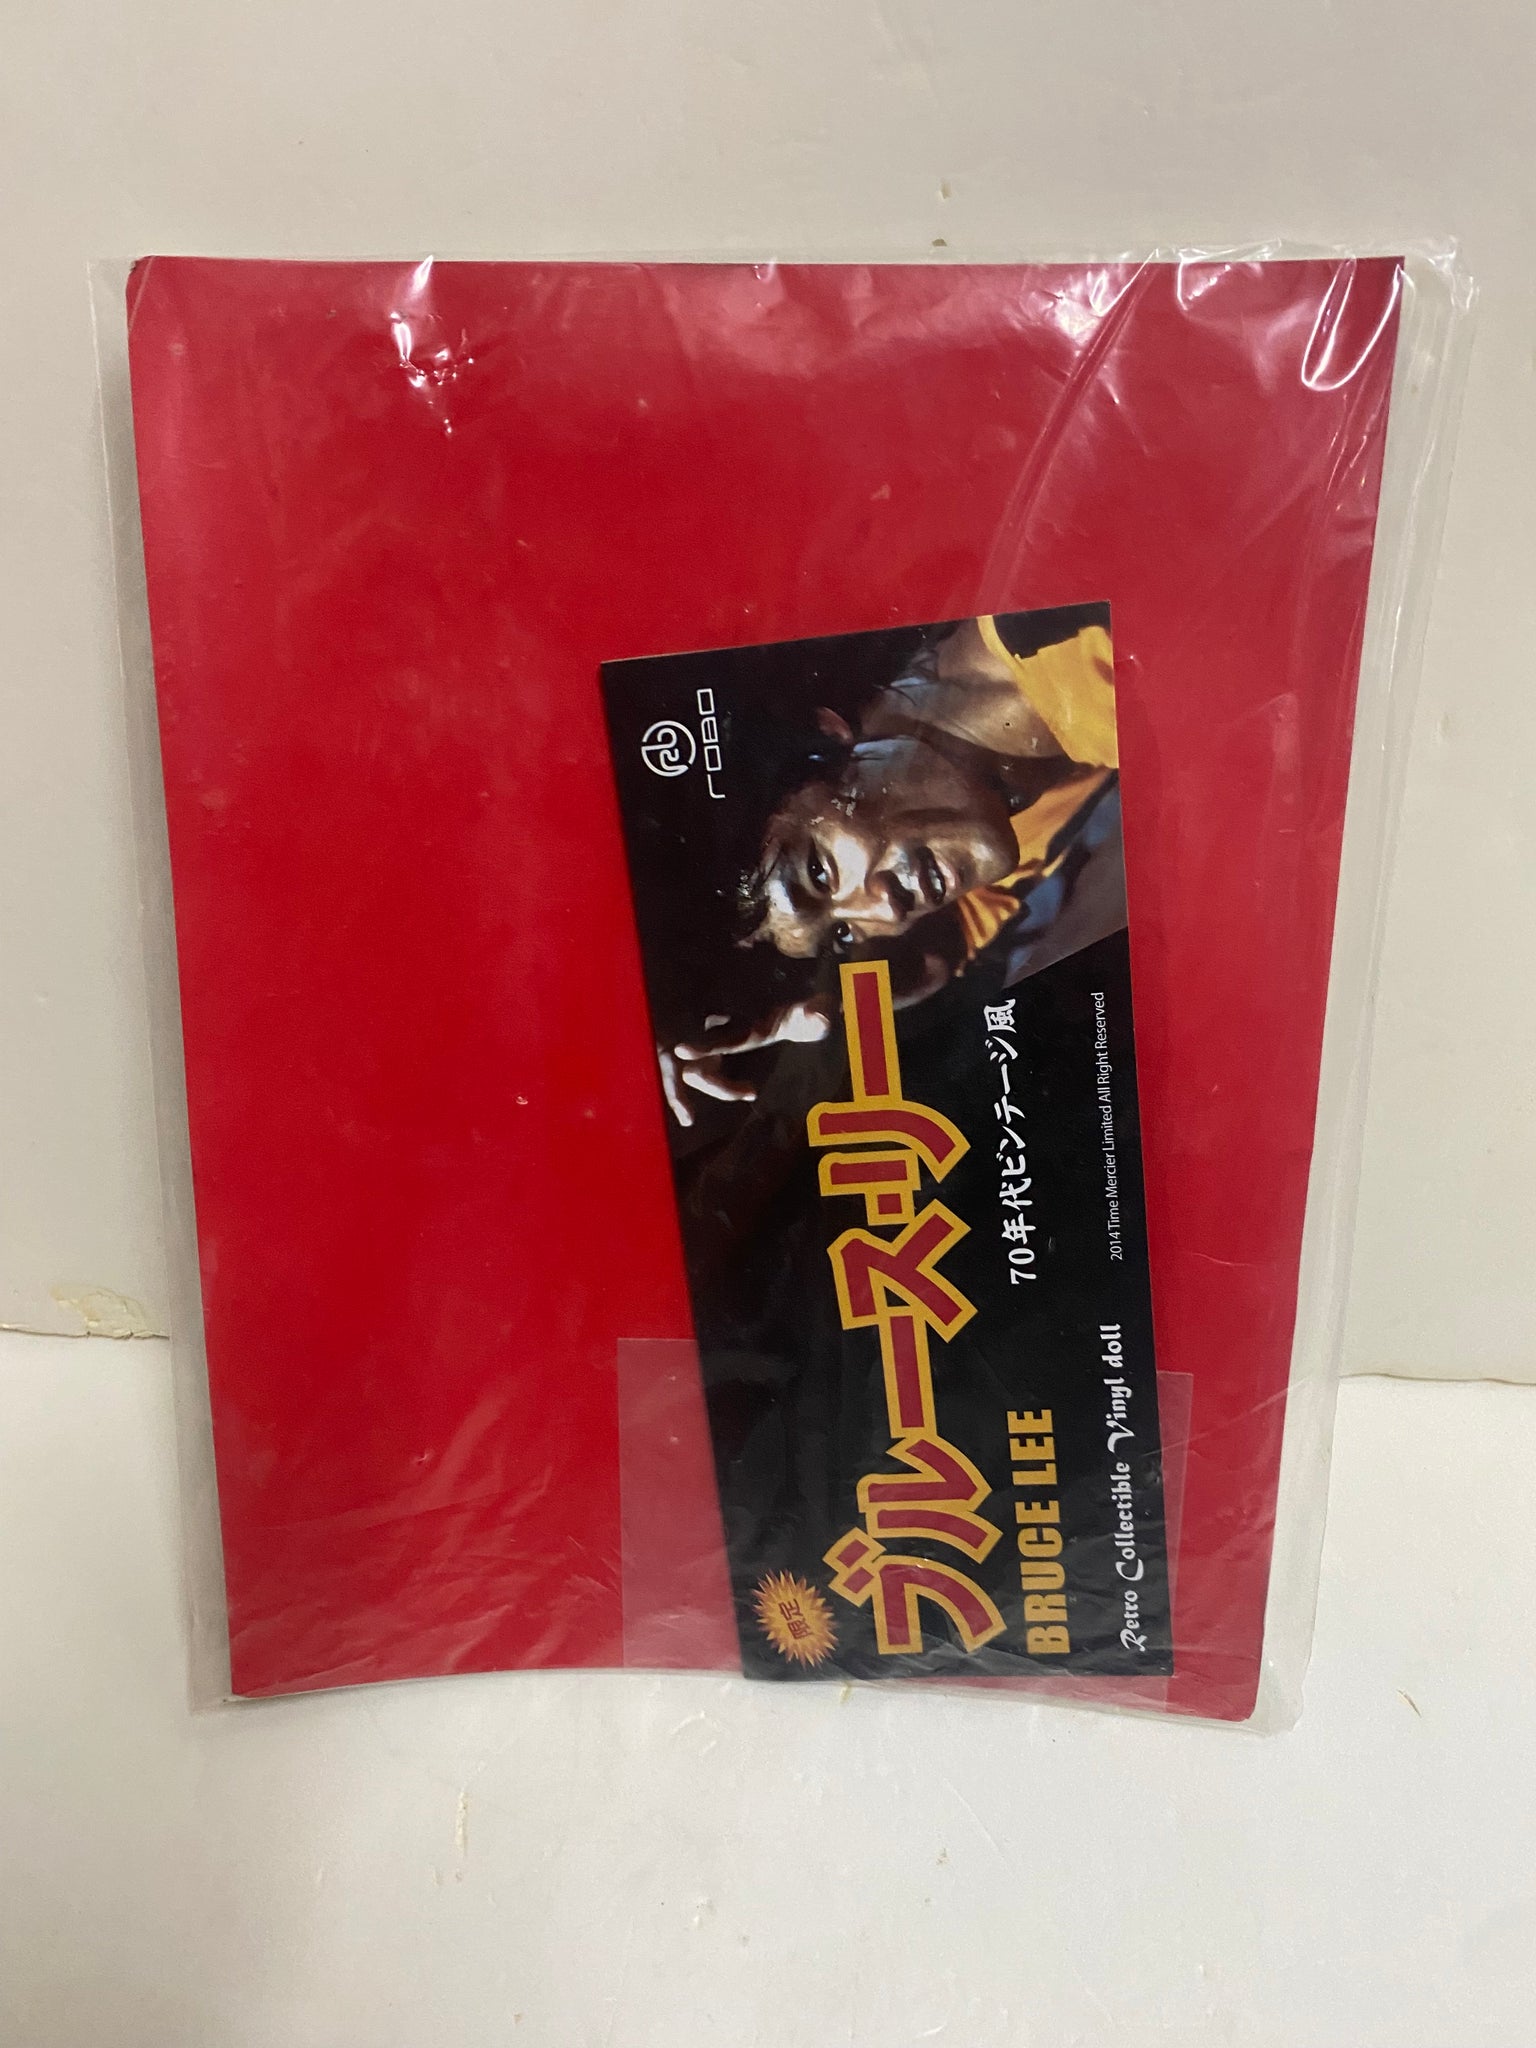 限定
ブルース・リー
BRUCE LEE
70年代ビンテージ風
Retro Collectible Vinyl doll
2014 Time Mercier Limited All Right Reserved
ROBO